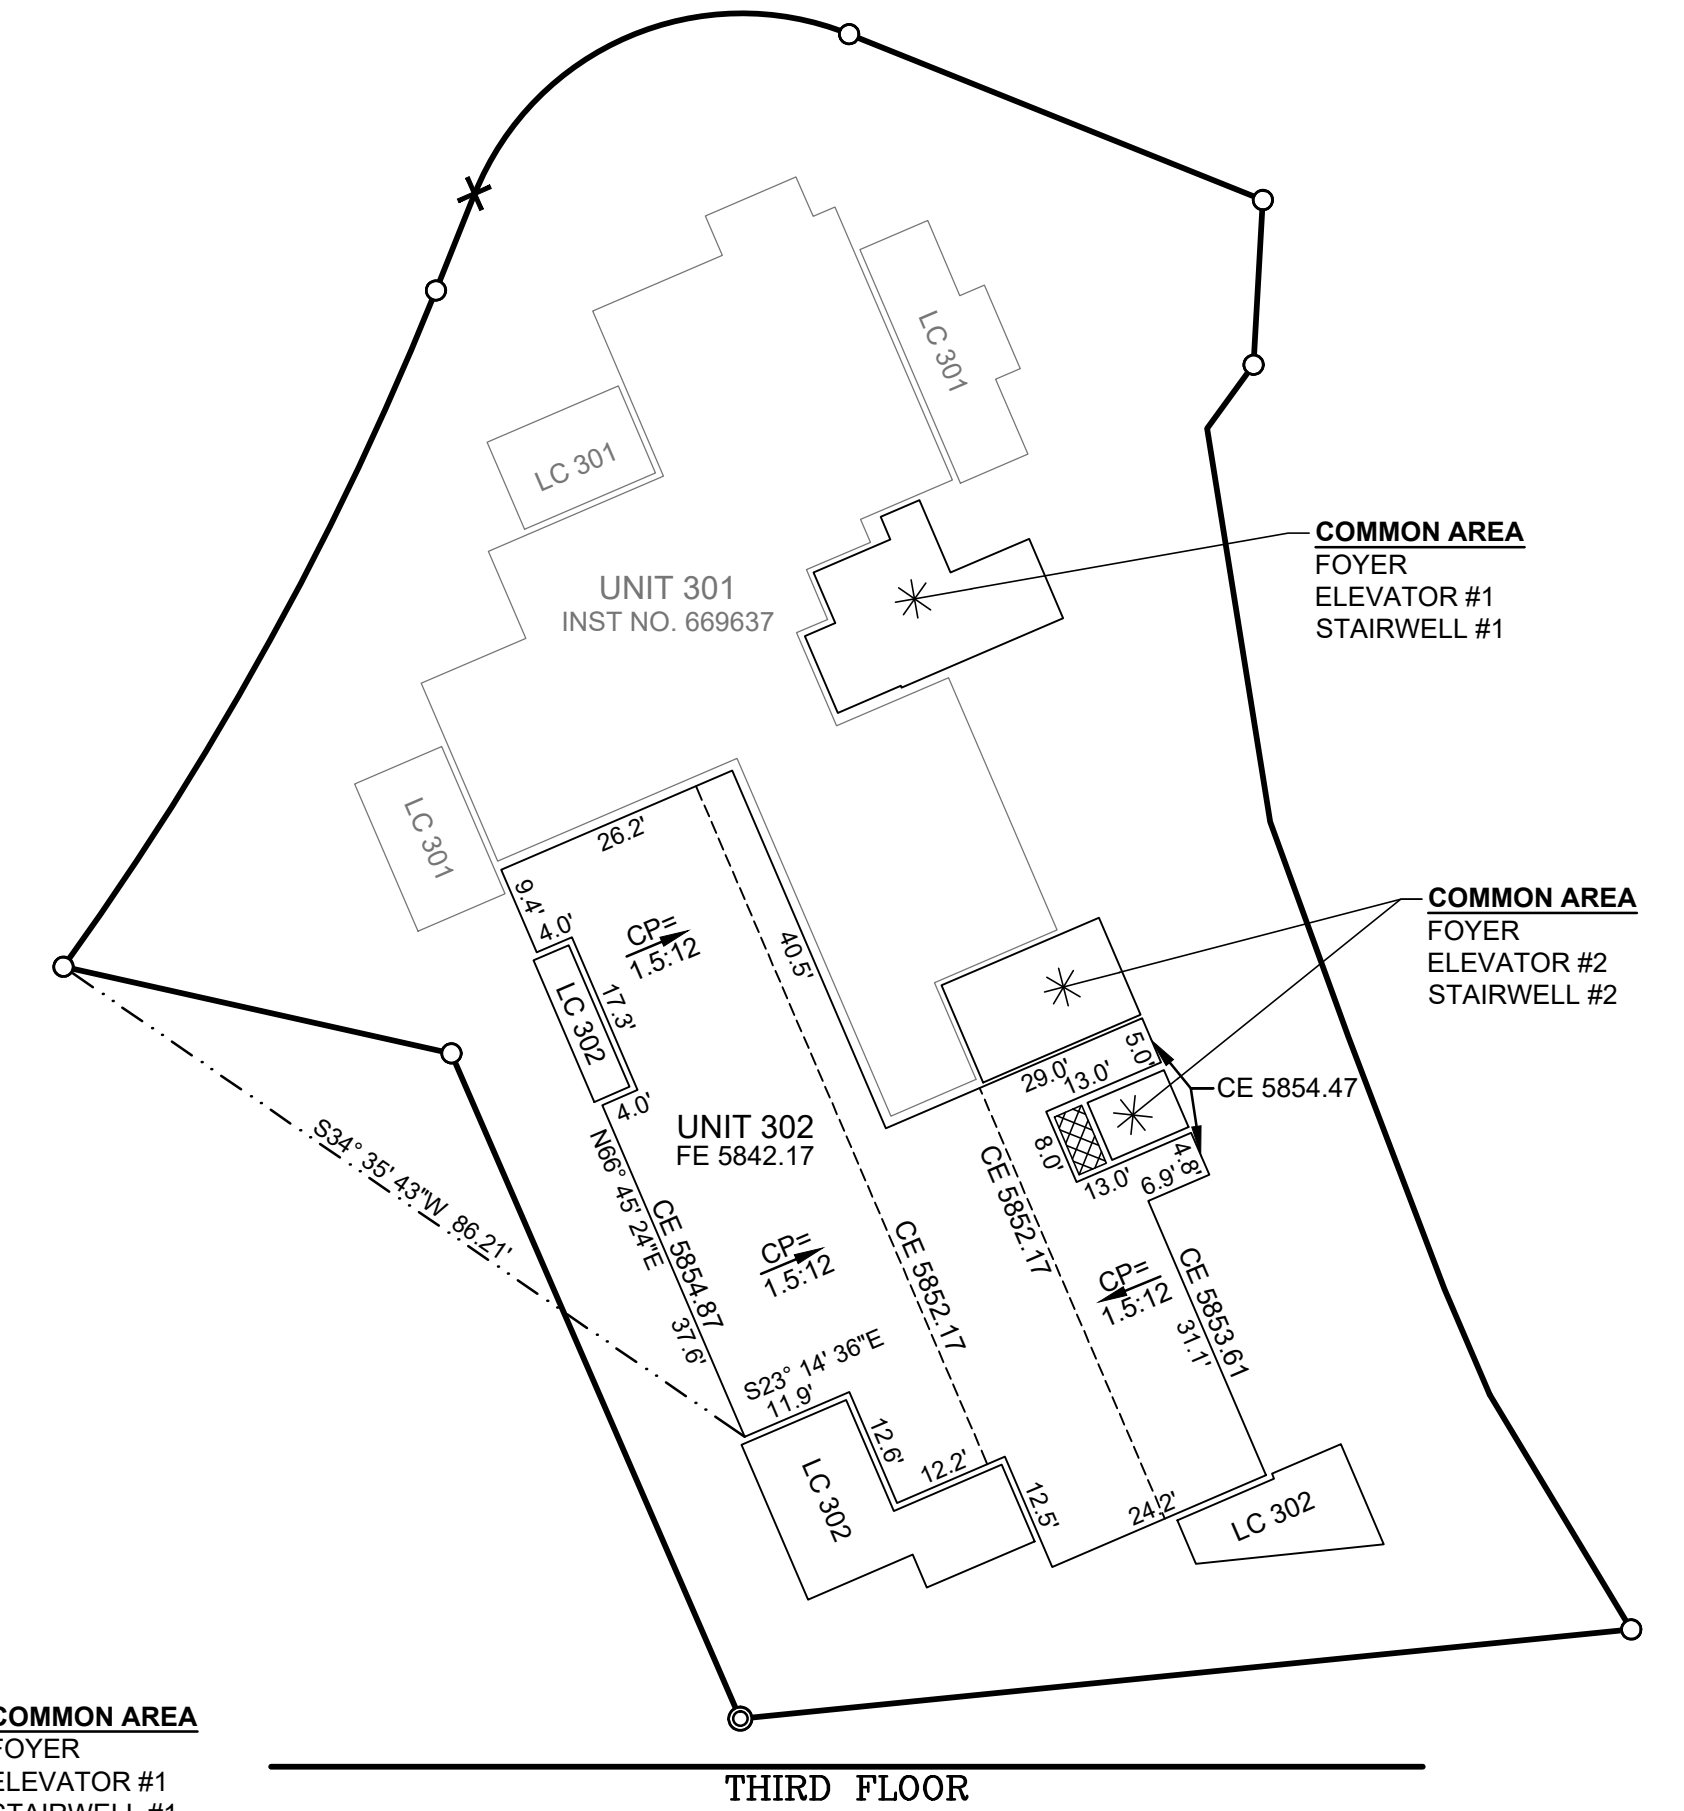 LC 301
LC 301
COMMON AREA
FOYER
ELEVATOR #1
STAIRWELL #1
UNIT 301
INST NO. 669637
LC 301
26.2'
9.4'
4.0'
CP=
1.5:12
40.5'
COMMON AREA
FOYER
ELEVATOR #2
STAIRWELL #2
17.3'
LC 302
4.0'
5.0'
29.0'
13.0'
CE 5854.47
UNIT 302
FE 5842.17
8.0'
4.8'
13.0'
6.9'
S34° 35' 43"W 86.21'
N66° 45' 24"E
CE 5854.87
37.6'
CE 5852.17
CE 5852.17
CP=
1.5:12
CP=
1.5:12
CE 5853.61
31.1'
S23° 14' 36"E
11.9'
12.6'
12.2'
12.5'
24.2'
LC 302
LC 302
COMMON AREA
FOYER
ELEVATOR #1
STAIRWELL #1
THIRD FLOOR